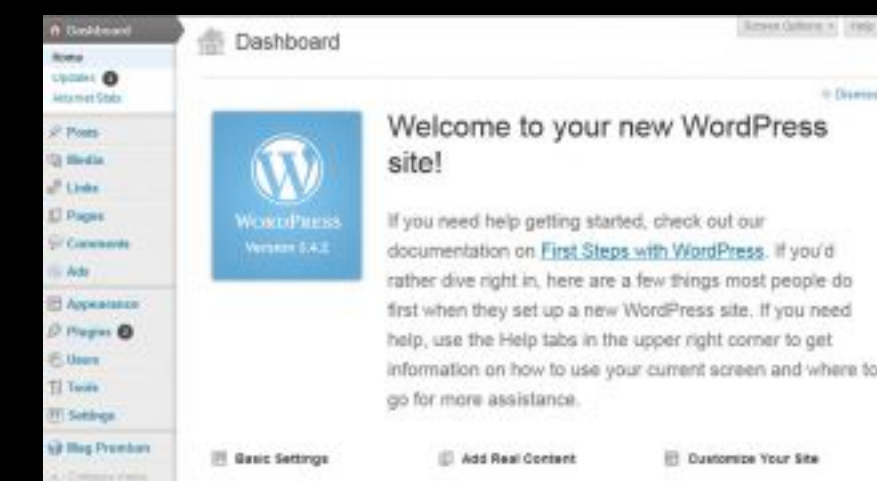 Dashboard
Home
Updates
Dashboard
Screen Options
Help
Posts
Media
Links
Pages
Comments
Ads
Appearance
Plugins
Users
Tools
Settings
WORDPRESS
Version 3.4.2
Welcome to your new WordPress
site!
If you need help getting started, check out our
documentation on First Steps with WordPress. If you'd
rather dive right in, here are a few things most people do
first when they set up a new WordPress site. If you need
help, use the Help tabs in the upper right corner to get
information on how to use your current screen and where to
go for more assistance.
Basic Settings
Add Real Content
Customize Your Site